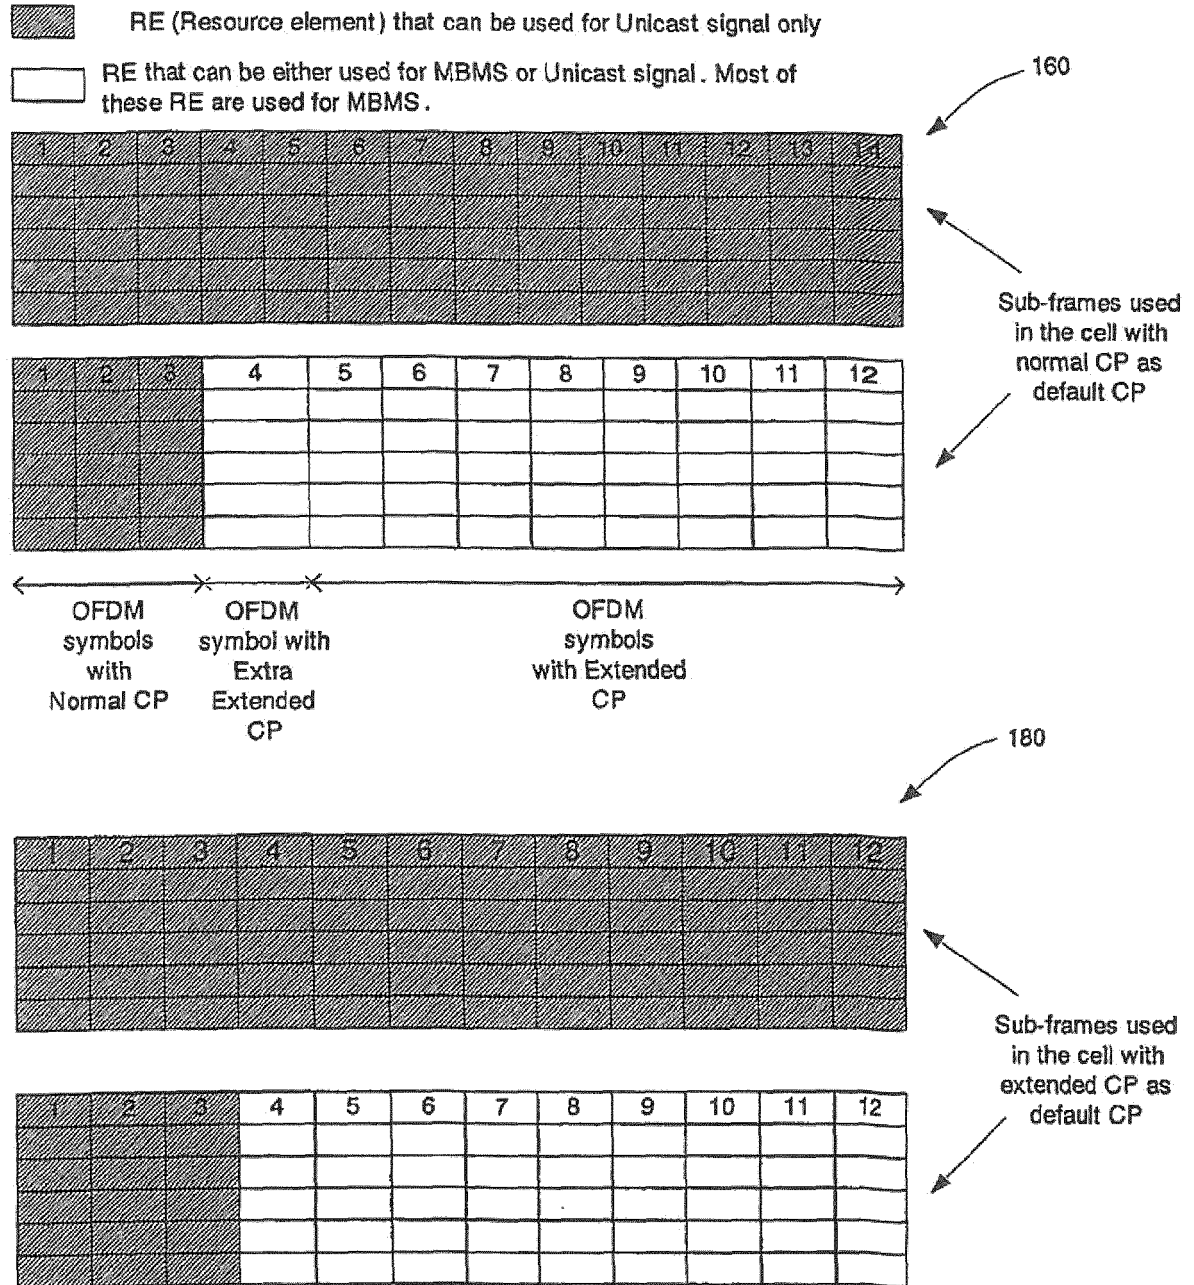 RE (Resource element) that can be used for Unicast signal only
RE that can be either used for MBMS or Unicast signal. Most of
these RE are used for MBMS.
160
1 2 3 4 5 6 7 8 9 10 11 12 13 14
Sub-frames used
in the cell with
normal CP as
default CP
1 2 3 4 5 6 7 8 9 10 11 12
OFDM
symbols
with
Normal CP
OFDM
symbol with
Extra
Extended
CP
OFDM
symbols
with Extended
CP
180
1 2 3 4 5 6 7 8 9 10 11 12
Sub-frames used
in the cell with
extended CP as
default CP
1 2 3 4 5 6 7 8 9 10 11 12